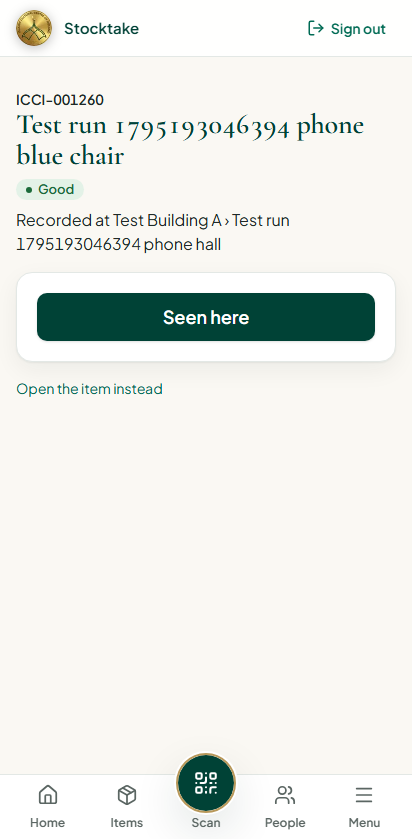 Stocktake
Sign out
ICCI-001260
Test run 1795193046394 phone
blue chair
Good
Recorded at Test Building A › Test run
1795193046394 phone hall
Seen here
Open the item instead
Home
Items
Scan
People
Menu